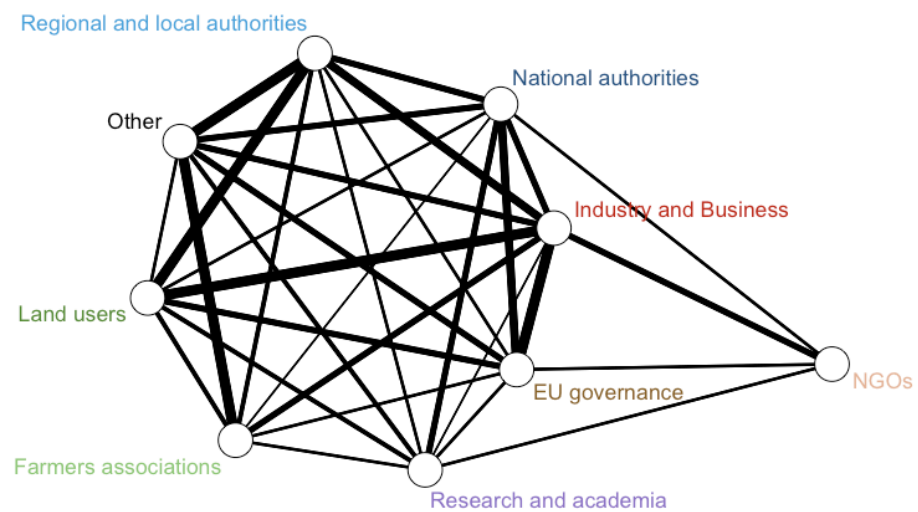 Regional and local authorities
National authorities
Other
Industry and Business
Land users
EU governance
NGOs
Farmers associations
Research and academia